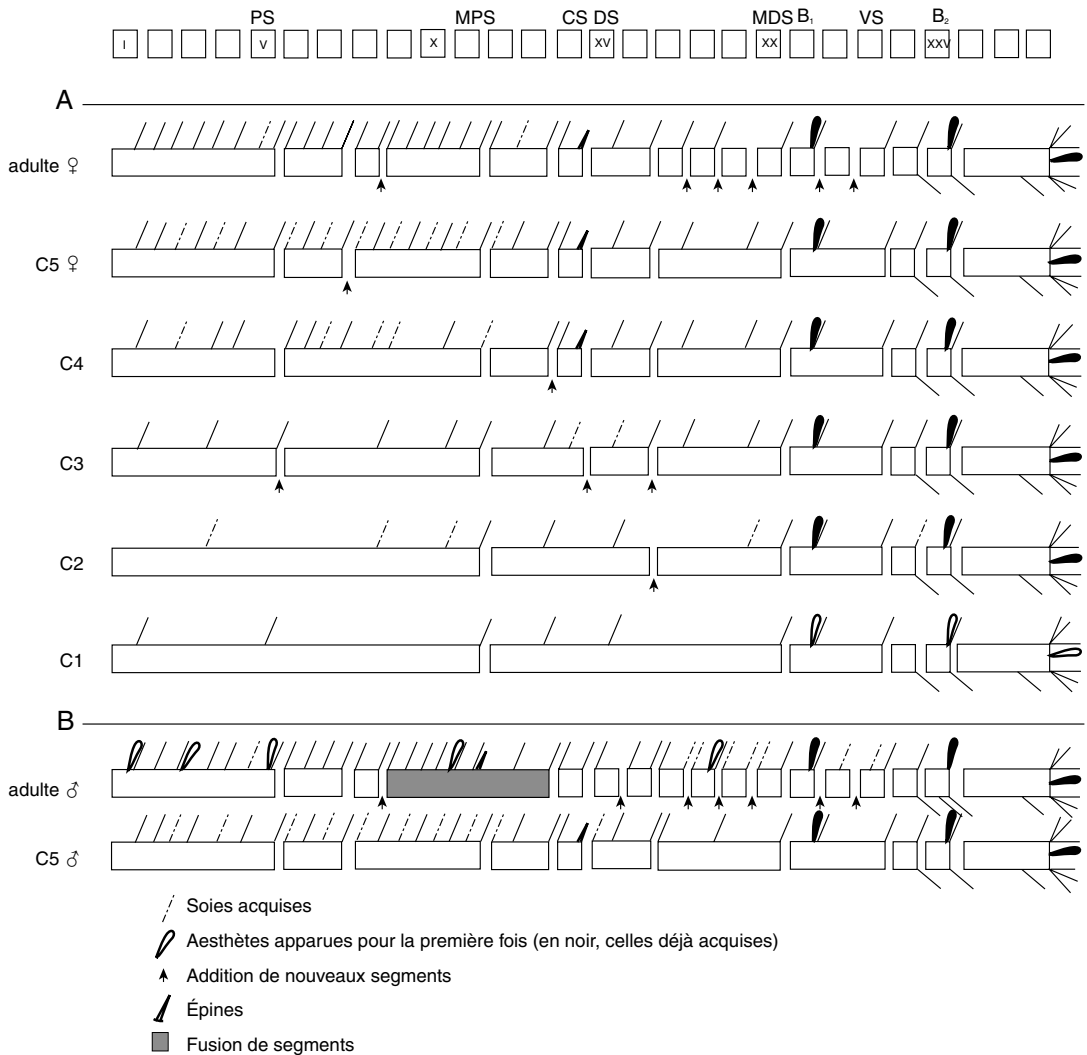 PS MPS CS DS MDS B₁ VS B₂
I V X XV XX XXV
A
adulte ♀
C5 ♀
C4
C3
C2
C1
B
adulte ♂
C5 ♂
Soies acquises
Aesthètes apparues pour la première fois (en noir, celles déjà acquises)
Addition de nouveaux segments
Épines
Fusion de segments